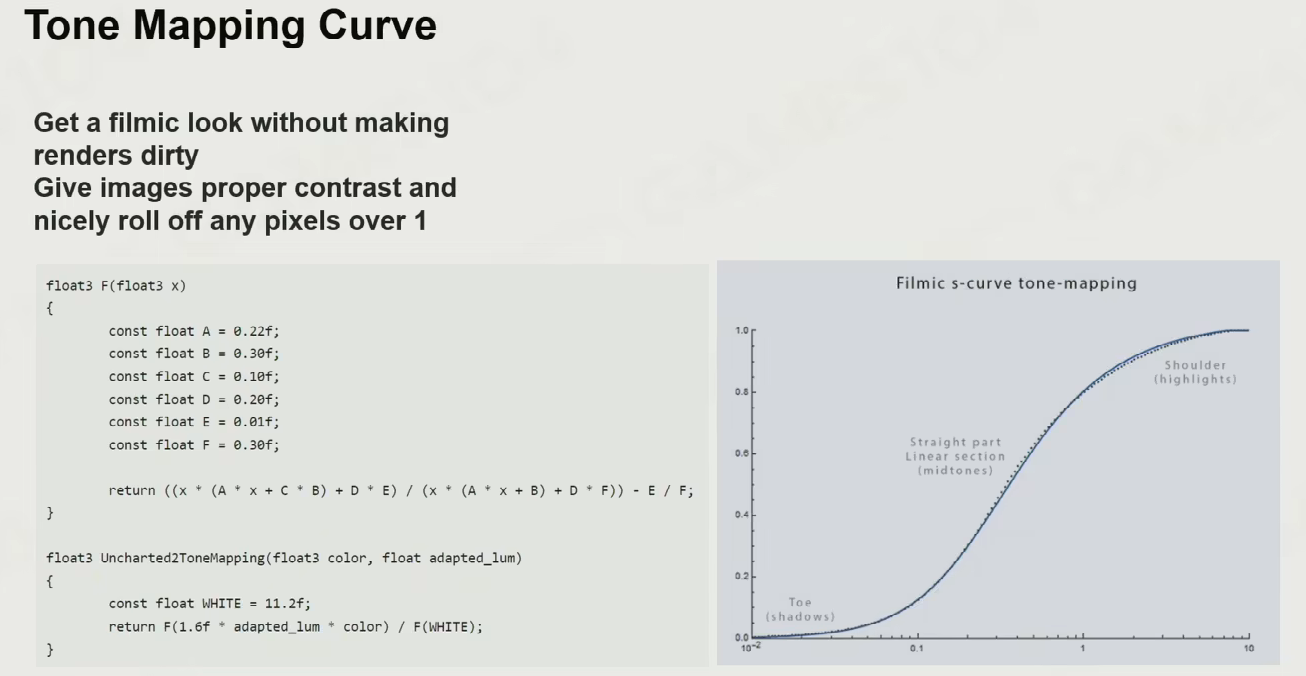 Tone Mapping Curve
Get a filmic look without making
renders dirty
Give images proper contrast and
nicely roll off any pixels over 1
float3 F(float3 x)
{
const float A = 0.22f;
const float B = 0.30f;
const float C = 0.10f;
const float D = 0.20f;
const float E = 0.01f;
const float F = 0.30f;
return ((x * (A * x + C * B) + D * E) / (x * (A * x + B) + D * F)) - E / F;
}
float3 Uncharted2ToneMapping(float3 color, float adapted_lum)
{
const float WHITE = 11.2f;
return F(1.6f * adapted_lum * color) / F(WHITE);
}
Filmic s-curve tone-mapping
1.0
0.8
0.6
0.4
0.2
0.0
10⁻²
0.1
1
10
Shoulder
(highlights)
Straight part
Linear section
(midtones)
Toe
(shadows)